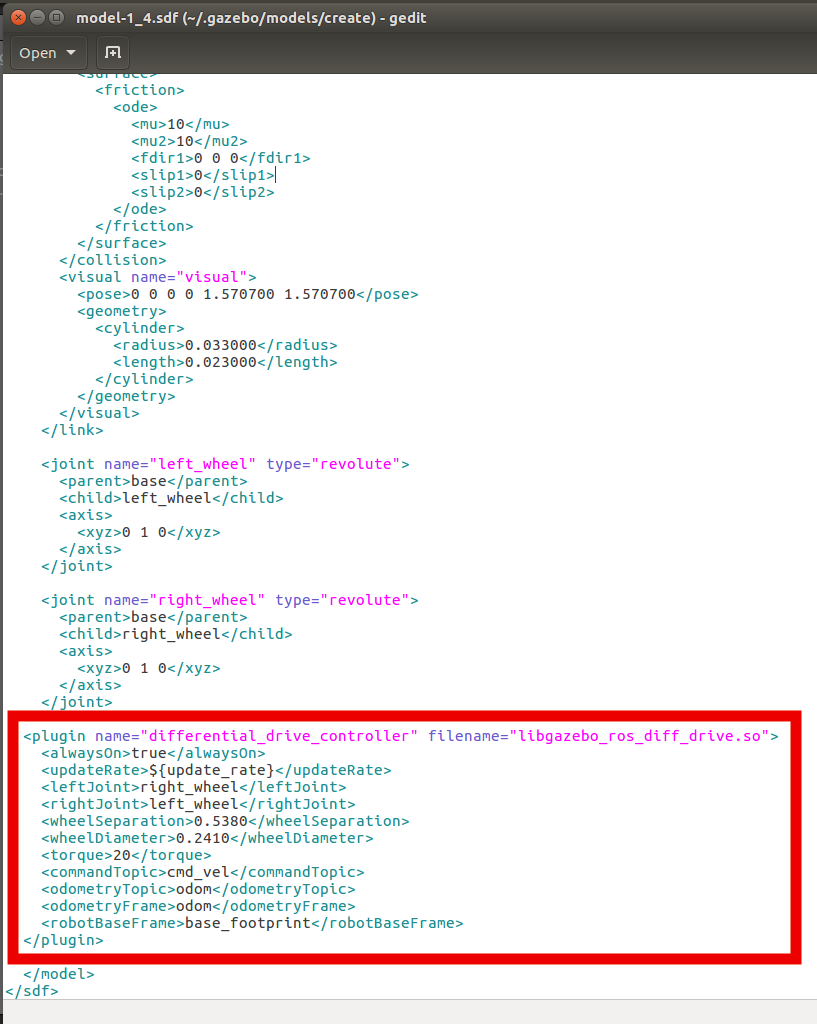 model-1_4.sdf (~/.gazebo/models/create) - gedit
Open
<surface>
<friction>
<ode>
<mu>10</mu>
<mu2>10</mu2>
<fdir1>0 0 0</fdir1>
<slip1>0</slip1>
<slip2>0</slip2>
</ode>
</friction>
</surface>
</collision>
<visual name="visual">
<pose>0 0 0 0 1.570700 1.570700</pose>
<geometry>
<cylinder>
<radius>0.033000</radius>
<length>0.023000</length>
</cylinder>
</geometry>
</visual>
</link>
<joint name="left_wheel" type="revolute">
<parent>base</parent>
<child>left_wheel</child>
<axis>
<xyz>0 1 0</xyz>
</axis>
</joint>
<joint name="right_wheel" type="revolute">
<parent>base</parent>
<child>right_wheel</child>
<axis>
<xyz>0 1 0</xyz>
</axis>
</joint>
<plugin name="differential_drive_controller" filename="libgazebo_ros_diff_drive.so">
<alwaysOn>true</alwaysOn>
<updateRate>${update_rate}</updateRate>
<leftJoint>right_wheel</leftJoint>
<rightJoint>left_wheel</rightJoint>
<wheelSeparation>0.5380</wheelSeparation>
<wheelDiameter>0.2410</wheelDiameter>
<torque>20</torque>
<commandTopic>cmd_vel</commandTopic>
<odometryTopic>odom</odometryTopic>
<odometryFrame>odom</odometryFrame>
<robotBaseFrame>base_footprint</robotBaseFrame>
</plugin>
</model>
</sdf>